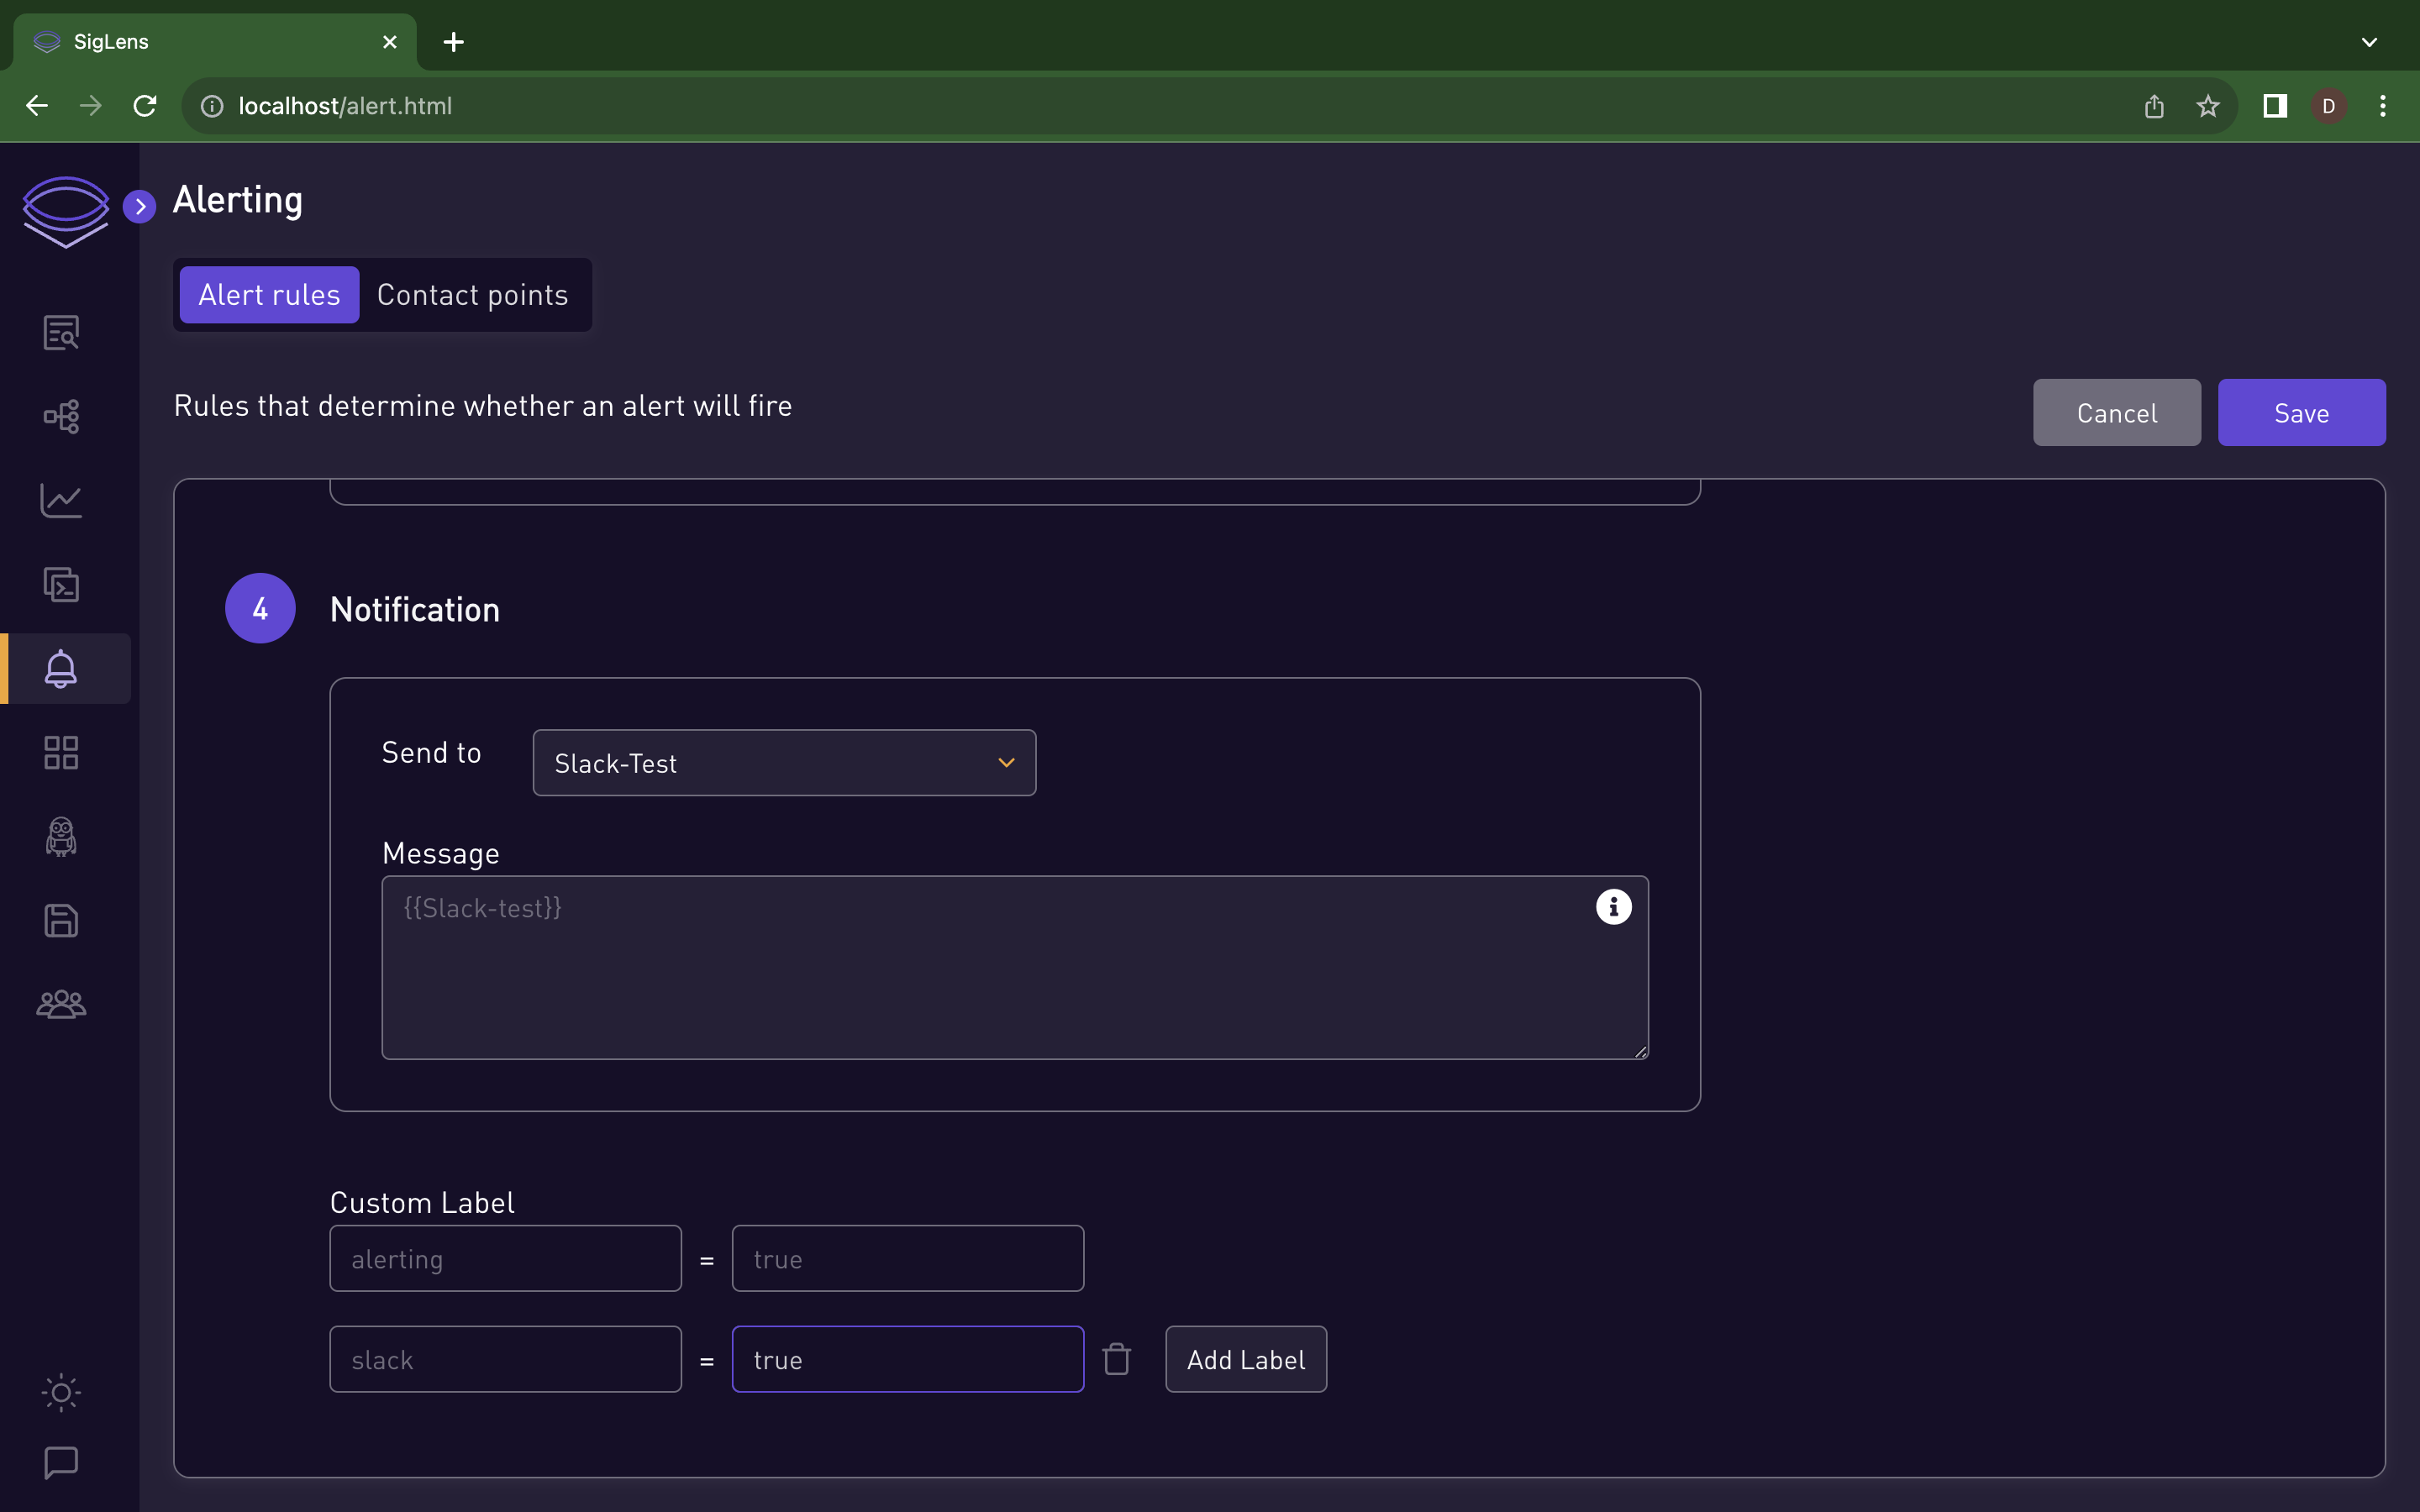 SigLens
localhost/alert.html
D
Alerting
Alert rules Contact points
Rules that determine whether an alert will fire
Cancel Save
4 Notification
Send to Slack-Test
Message
{{Slack-test}}
Custom Label
alerting = true
slack = true Add Label